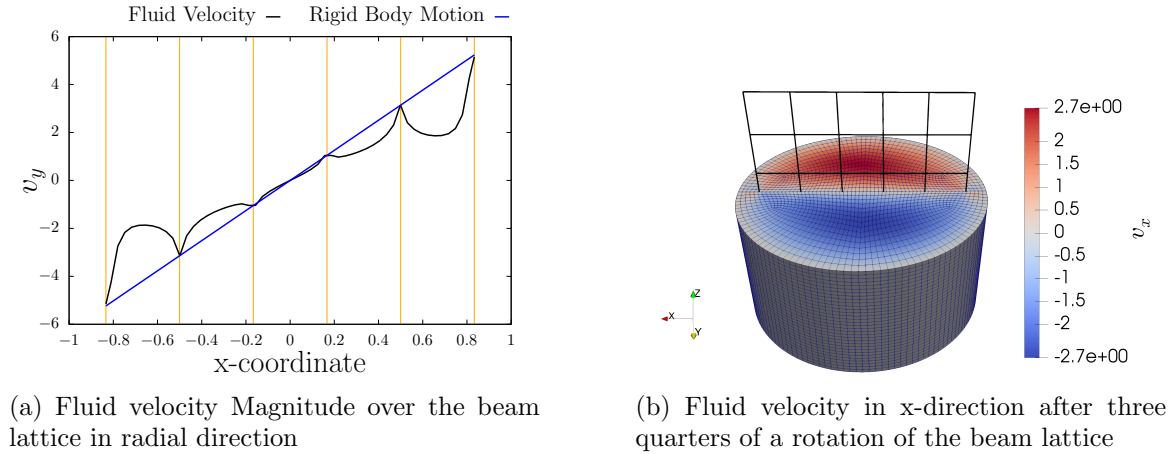 Fluid Velocity
Rigid Body Motion
6
4
2
0
−2
−4
−6
v_y
−1
−0.8
−0.6
−0.4
−0.2
0
0.2
0.4
0.6
0.8
1
x-coordinate
(a) Fluid velocity Magnitude over the beam
lattice in radial direction
2.7e+00
2
1.5
1
0.5
0
-0.5
-1
-1.5
-2
-2.7e+00
v_x
Z
X
Y
(b) Fluid velocity in x-direction after three
quarters of a rotation of the beam lattice